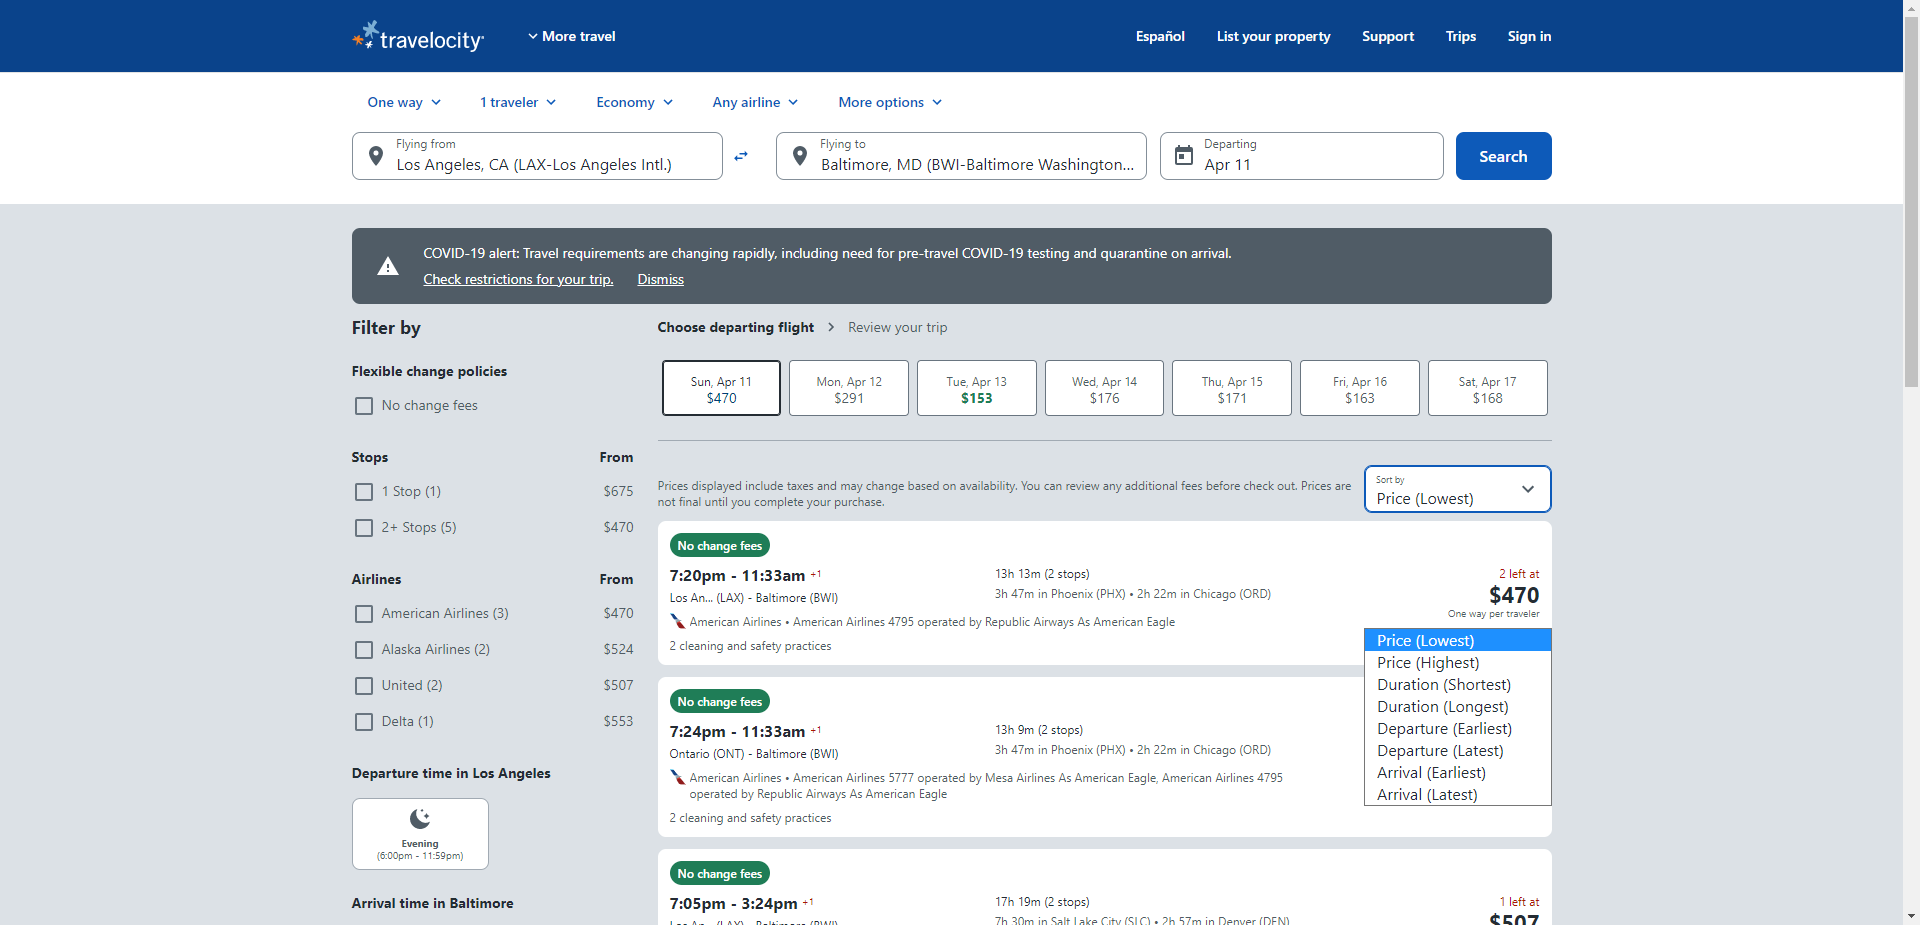 travelocity
More travel
Español
List your property
Support
Trips
Sign in
One way
1 traveler
Economy
Any airline
More options
Flying from
Los Angeles, CA (LAX-Los Angeles Intl.)
Flying to
Baltimore, MD (BWI-Baltimore Washington...
Departing
Apr 11
Search
COVID-19 alert: Travel requirements are changing rapidly, including need for pre-travel COVID-19 testing and quarantine on arrival.
Check restrictions for your trip.
Dismiss
Filter by
Flexible change policies
No change fees
Stops From
1 Stop (1) $675
2+ Stops (5) $470
Airlines From
American Airlines (3) $470
Alaska Airlines (2) $524
United (2) $507
Delta (1) $553
Departure time in Los Angeles
Evening
(6:00pm - 11:59pm)
Arrival time in Baltimore
Choose departing flight
Review your trip
Sun, Apr 11
$470
Mon, Apr 12
$291
Tue, Apr 13
$153
Wed, Apr 14
$176
Thu, Apr 15
$171
Fri, Apr 16
$163
Sat, Apr 17
$168
Prices displayed include taxes and may change based on availability. You can review any additional fees before check out. Prices are
not final until you complete your purchase.
Sort by
Price (Lowest)
No change fees
7:20pm - 11:33am +1
Los An... (LAX) - Baltimore (BWI)
13h 13m (2 stops)
3h 47m in Phoenix (PHX) • 2h 22m in Chicago (ORD)
American Airlines • American Airlines 4795 operated by Republic Airways As American Eagle
2 cleaning and safety practices
2 left at
$470
One way per traveler
Price (Lowest)
Price (Highest)
Duration (Shortest)
Duration (Longest)
Departure (Earliest)
Departure (Latest)
Arrival (Earliest)
Arrival (Latest)
No change fees
7:24pm - 11:33am +1
Ontario (ONT) - Baltimore (BWI)
13h 9m (2 stops)
3h 47m in Phoenix (PHX) • 2h 22m in Chicago (ORD)
American Airlines • American Airlines 5777 operated by Mesa Airlines As American Eagle, American Airlines 4795
operated by Republic Airways As American Eagle
2 cleaning and safety practices
No change fees
7:05pm - 3:24pm +1
Los An... (LAX) - Baltimore (BWI)
17h 19m (2 stops)
7h 30m in Salt Lake City (SLC) • 2h 57m in Denver (DEN)
1 left at
$507